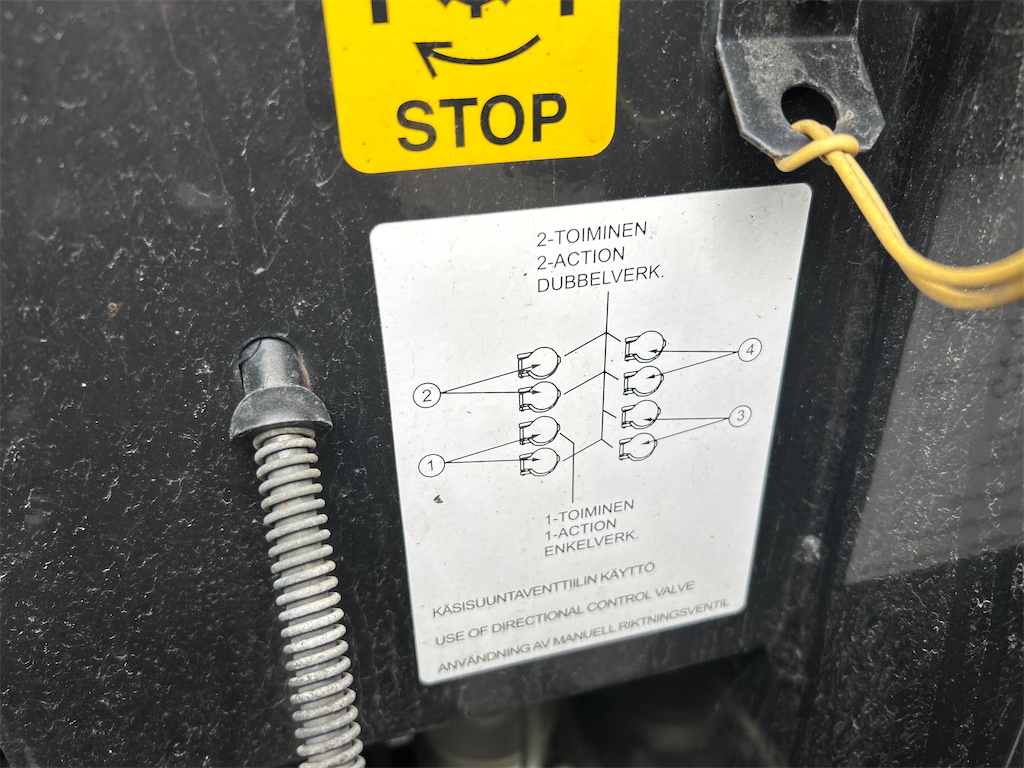 STOP
2-TOIMINEN
2-ACTION
DUBBELVERK.
4
2
3
1
1-TOIMINEN
1-ACTION
ENKELVERK.
KÄSISUUNTAVENTTIILIN KÄYTTÖ
USE OF DIRECTIONAL CONTROL VALVE
ANVÄNDNING AV MANUELL RIKTNINGSVENTIL